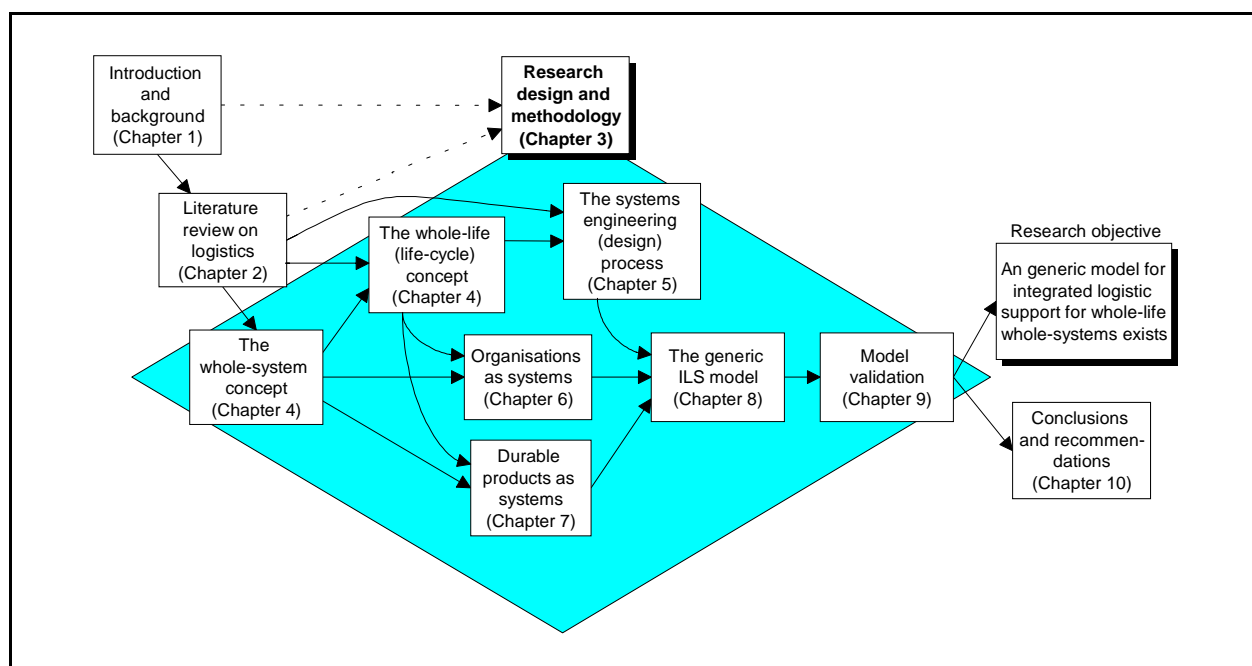 Introduction
and
background
(Chapter 1)
Research
design and
methodology
(Chapter 3)
Literature
review on
logistics
(Chapter 2)
The whole-life
(life-cycle)
concept
(Chapter 4)
The systems
engineering
(design)
process
(Chapter 5)
The
whole-system
concept
(Chapter 4)
Organisations
as systems
(Chapter 6)
Durable
products as
systems
(Chapter 7)
The generic
ILS model
(Chapter 8)
Model
validation
(Chapter 9)
Research objective
An generic model for
integrated logistic
support for whole-life
whole-systems exists
Conclusions
and recommen-
dations
(Chapter 10)